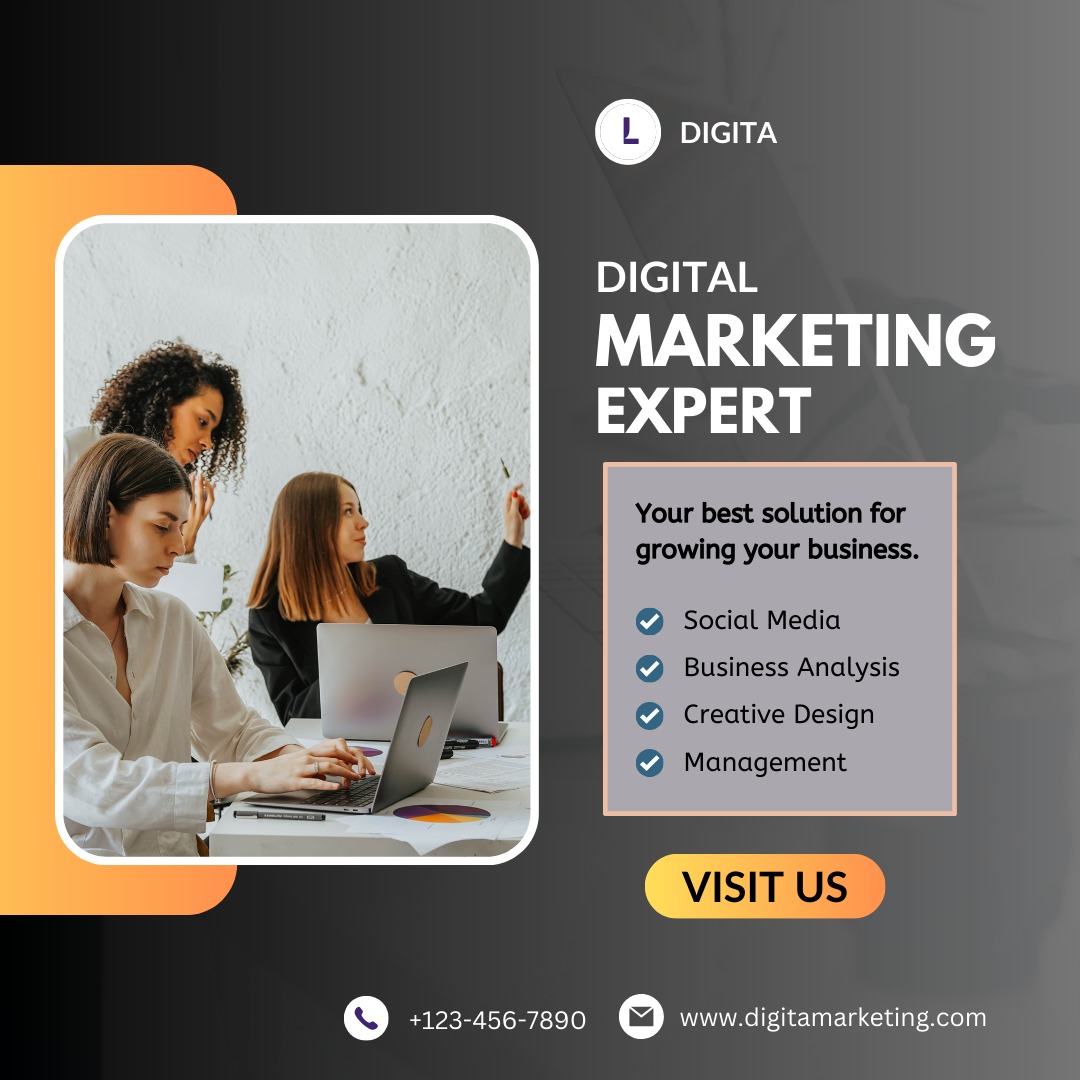 L DIGITA
DIGITAL
MARKETING
EXPERT
Your best solution for
growing your business.
Social Media
Business Analysis
Creative Design
Management
VISIT US
+123-456-7890
www.digitamarketing.com